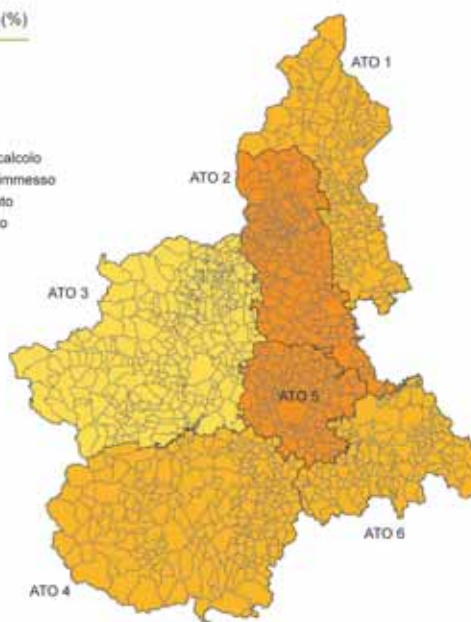 (%)
calcolo
immesso
ATO 1
ATO 2
ATO 3
ATO 5
ATO 6
ATO 4